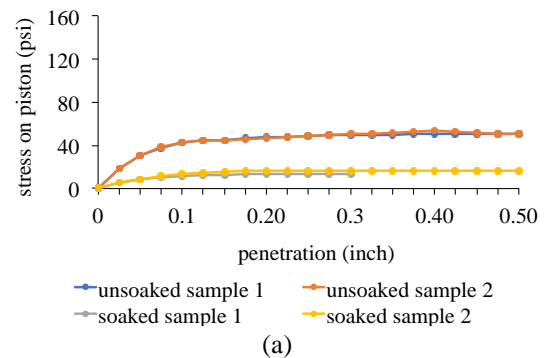 160
120
80
40
0
stress on piston (psi)
0 0.1 0.20 0.3 0.40 0.50
penetration (inch)
unsoaked sample 1 unsoaked sample 2
soaked sample 1 soaked sample 2
(a)